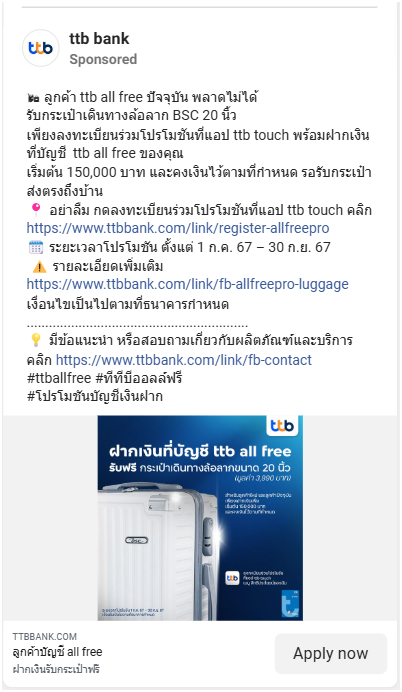 ttb bank
Sponsored
🧳 ลูกค้า ttb all free ปัจจุบัน พลาดไม่ได้
รับกระเป๋าเดินทางล้อลาก BSC 20 นิ้ว
เพียงลงทะเบียนร่วมโปรโมชันที่แอป ttb touch พร้อมฝากเงิน
ที่บัญชี ttb all free ของคุณ
เริ่มต้น 150,000 บาท และคงเงินไว้ตามที่กำหนด รอรับกระเป๋า
ส่งตรงถึงบ้าน
📍 อย่าลืม กดลงทะเบียนร่วมโปรโมชันที่แอป ttb touch คลิก
https://www.ttbbank.com/link/register-allfreepro
🗓️ ระยะเวลาโปรโมชัน ตั้งแต่ 1 ก.ค. 67 – 30 ก.ย. 67
⚠️ รายละเอียดเพิ่มเติม
https://www.ttbbank.com/link/fb-allfreepro-luggage
เงื่อนไขเป็นไปตามที่ธนาคารกำหนด
............................................................
💡 มีข้อแนะนำ หรือสอบถามเกี่ยวกับผลิตภัณฑ์และบริการ
คลิก https://www.ttbbank.com/link/fb-contact
#ttballfree #ทีทีบีออลล์ฟรี
#โปรโมชันบัญชีเงินฝาก
ttb
ฝากเงินที่บัญชี ttb all free
รับฟรี กระเป๋าเดินทางล้อลากขนาด 20 นิ้ว
(มูลค่า 3,990 บาท)
เริ่มต้น 150,000 บาท
ttb
TTBBANK.COM
ลูกค้าบัญชี all free
ฝากเงินรับกระเป๋าฟรี
Apply now